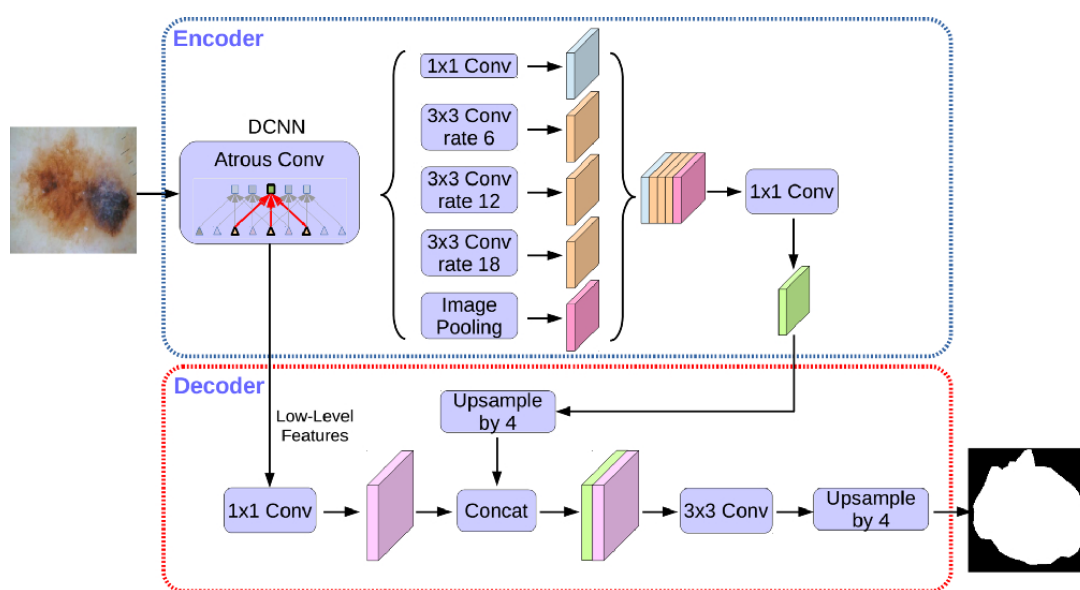 Encoder
DCNN
Atrous Conv
1x1 Conv
3x3 Conv
rate 6
3x3 Conv
rate 12
3x3 Conv
rate 18
Image
Pooling
1x1 Conv
Decoder
Low-Level
Features
Upsample
by 4
1x1 Conv
Concat
3x3 Conv
Upsample
by 4